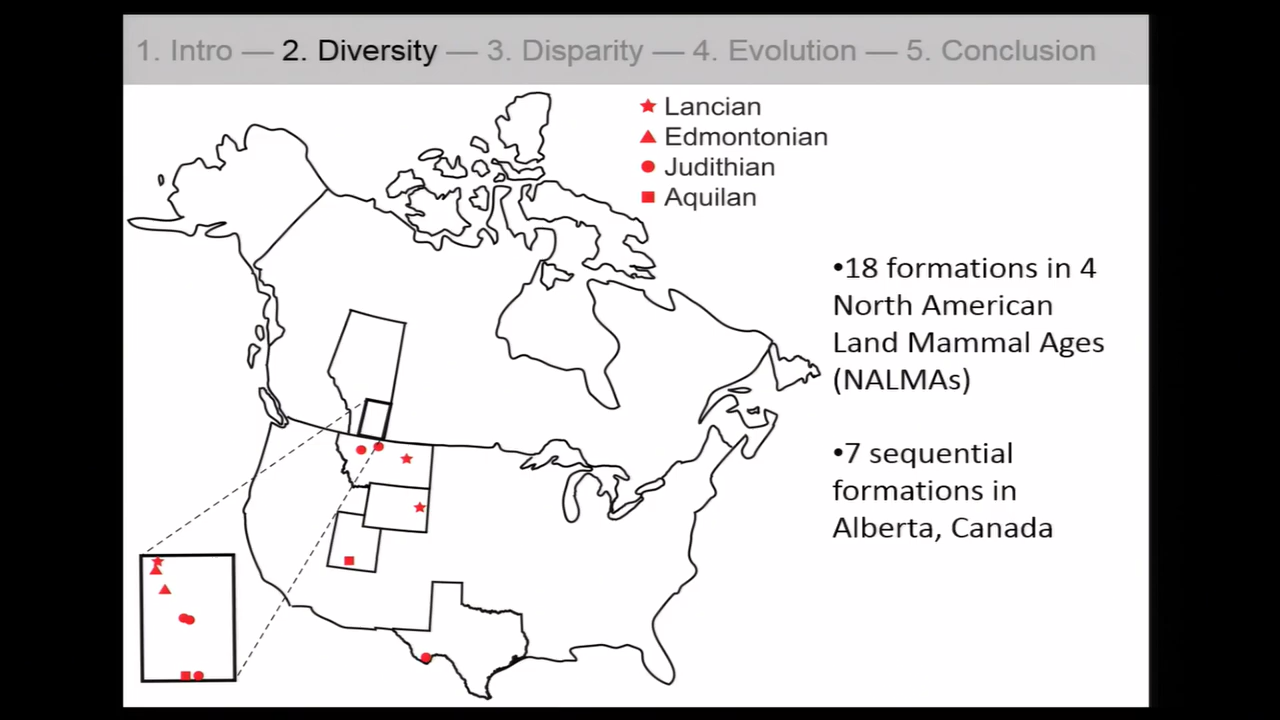 1. Intro — 2. Diversity — 3. Disparity — 4. Evolution — 5. Conclusion
Lancian
Edmontonian
Judithian
Aquilan
•18 formations in 4
North American
Land Mammal Ages
(NALMAs)
•7 sequential
formations in
Alberta, Canada